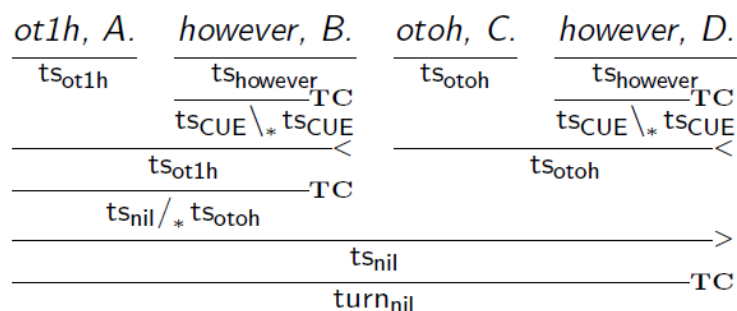 ot1h, A. however, B. otoh, C. however, D.
ts_ot1h ts_however ts_otoh ts_however
TC TC
ts_CUE \_* ts_CUE ts_CUE \_* ts_CUE
< <
ts_ot1h ts_otoh
TC
ts_nil /_* ts_otoh
>
ts_nil
TC
turn_nil